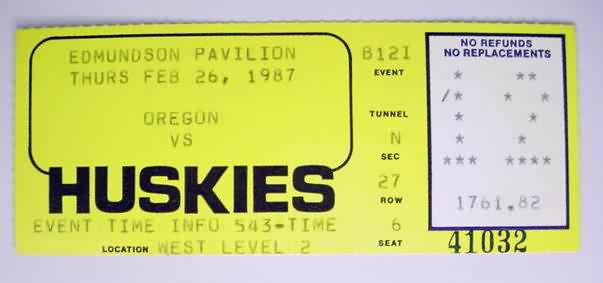 EDMUNDSON PAVILION
THURS FEB 26, 1987
OREGON
VS
HUSKIES
EVENT TIME INFO 543-TIME
LOCATION WEST LEVEL 2
B12I
EVENT
TUNNEL
N
SEC
27
ROW
6
SEAT
NO REFUNDS
NO REPLACEMENTS
* **
/* * *
* *
* *
*** ****
1761.82
41032